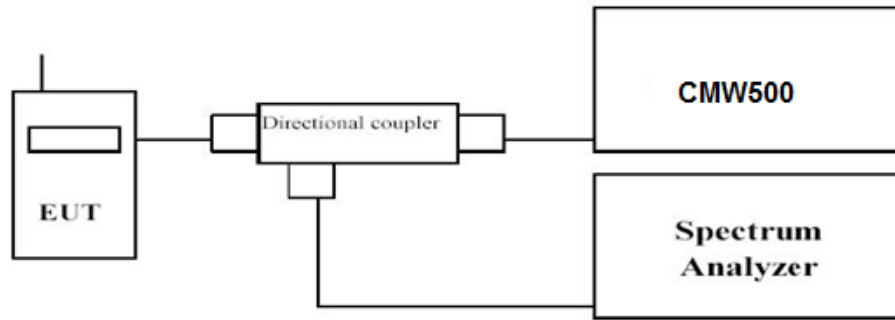 EUT
Directional coupler
CMW500
Spectrum
Analyzer